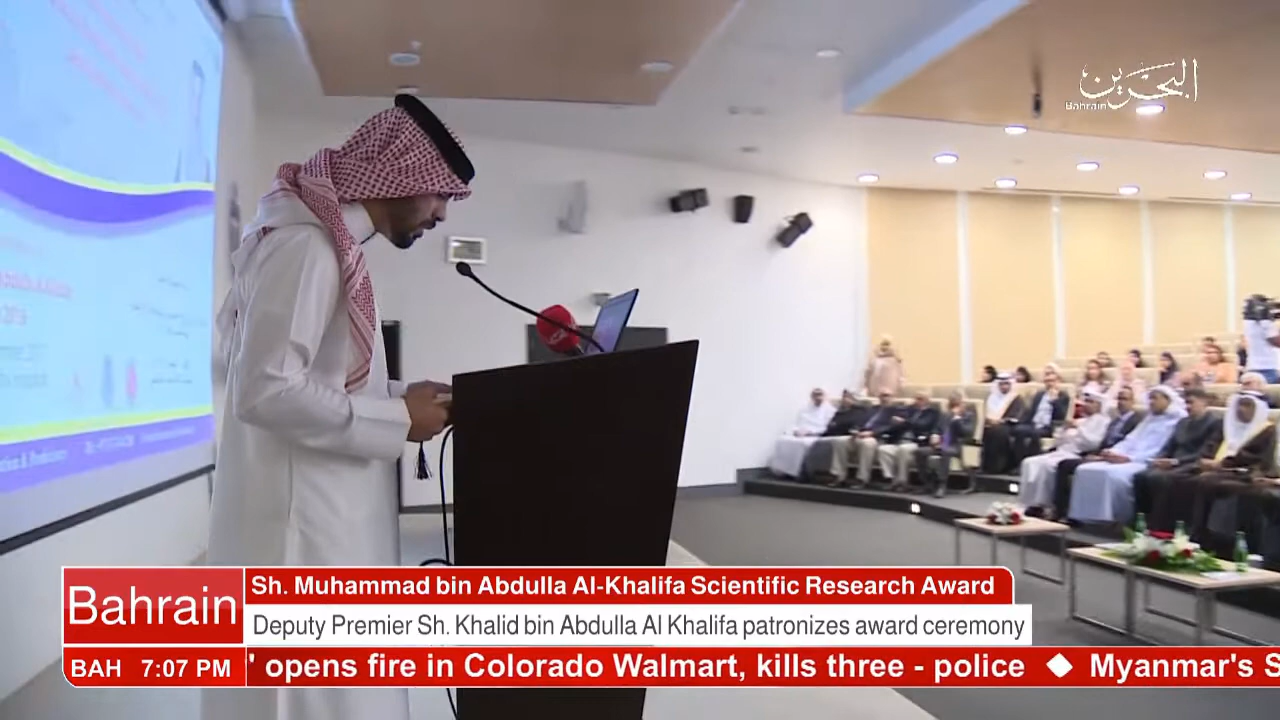 البحرين
Bahrain
Sh. Muhammad bin Abdulla Al-Khalifa Scientific Research Award
Bahrain
Deputy Premier Sh. Khalid bin Abdulla Al Khalifa patronizes award ceremony
BAH 7:07 PM ' opens fire in Colorado Walmart, kills three - police ◆ Myanmar's S